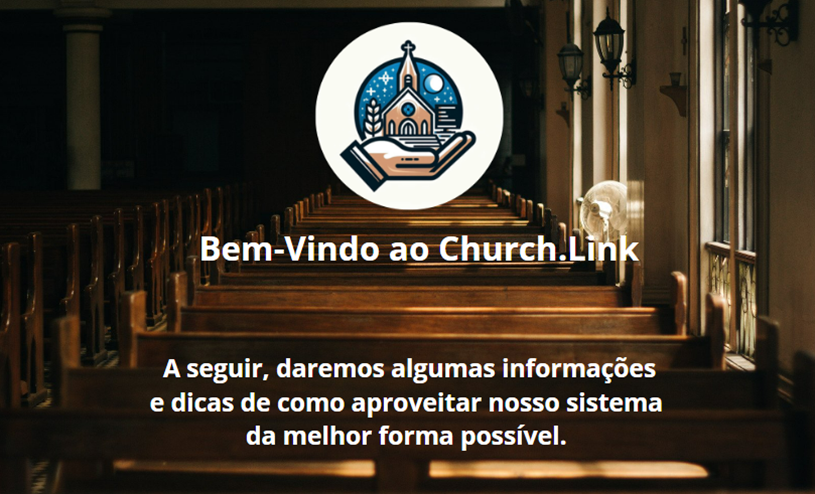 Bem-Vindo ao Church.Link
A seguir, daremos algumas informações
e dicas de como aproveitar nosso sistema
da melhor forma possível.